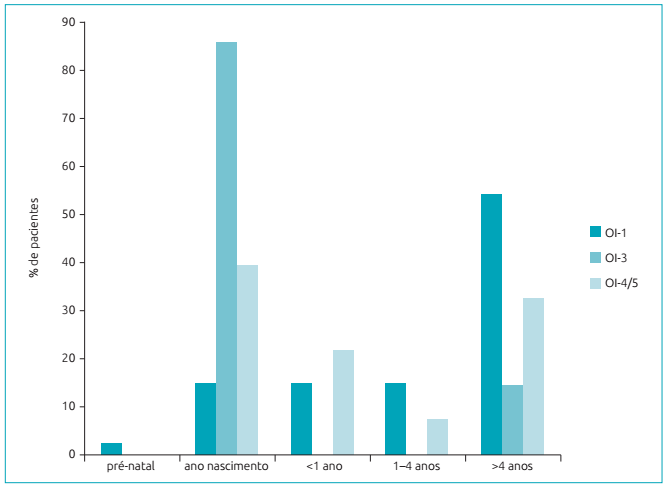 90
80
70
60
50
40
30
20
10
0
% de pacientes
pré-natal
ano nascimento
<1 ano
1–4 anos
>4 anos
OI-1
OI-3
OI-4/5